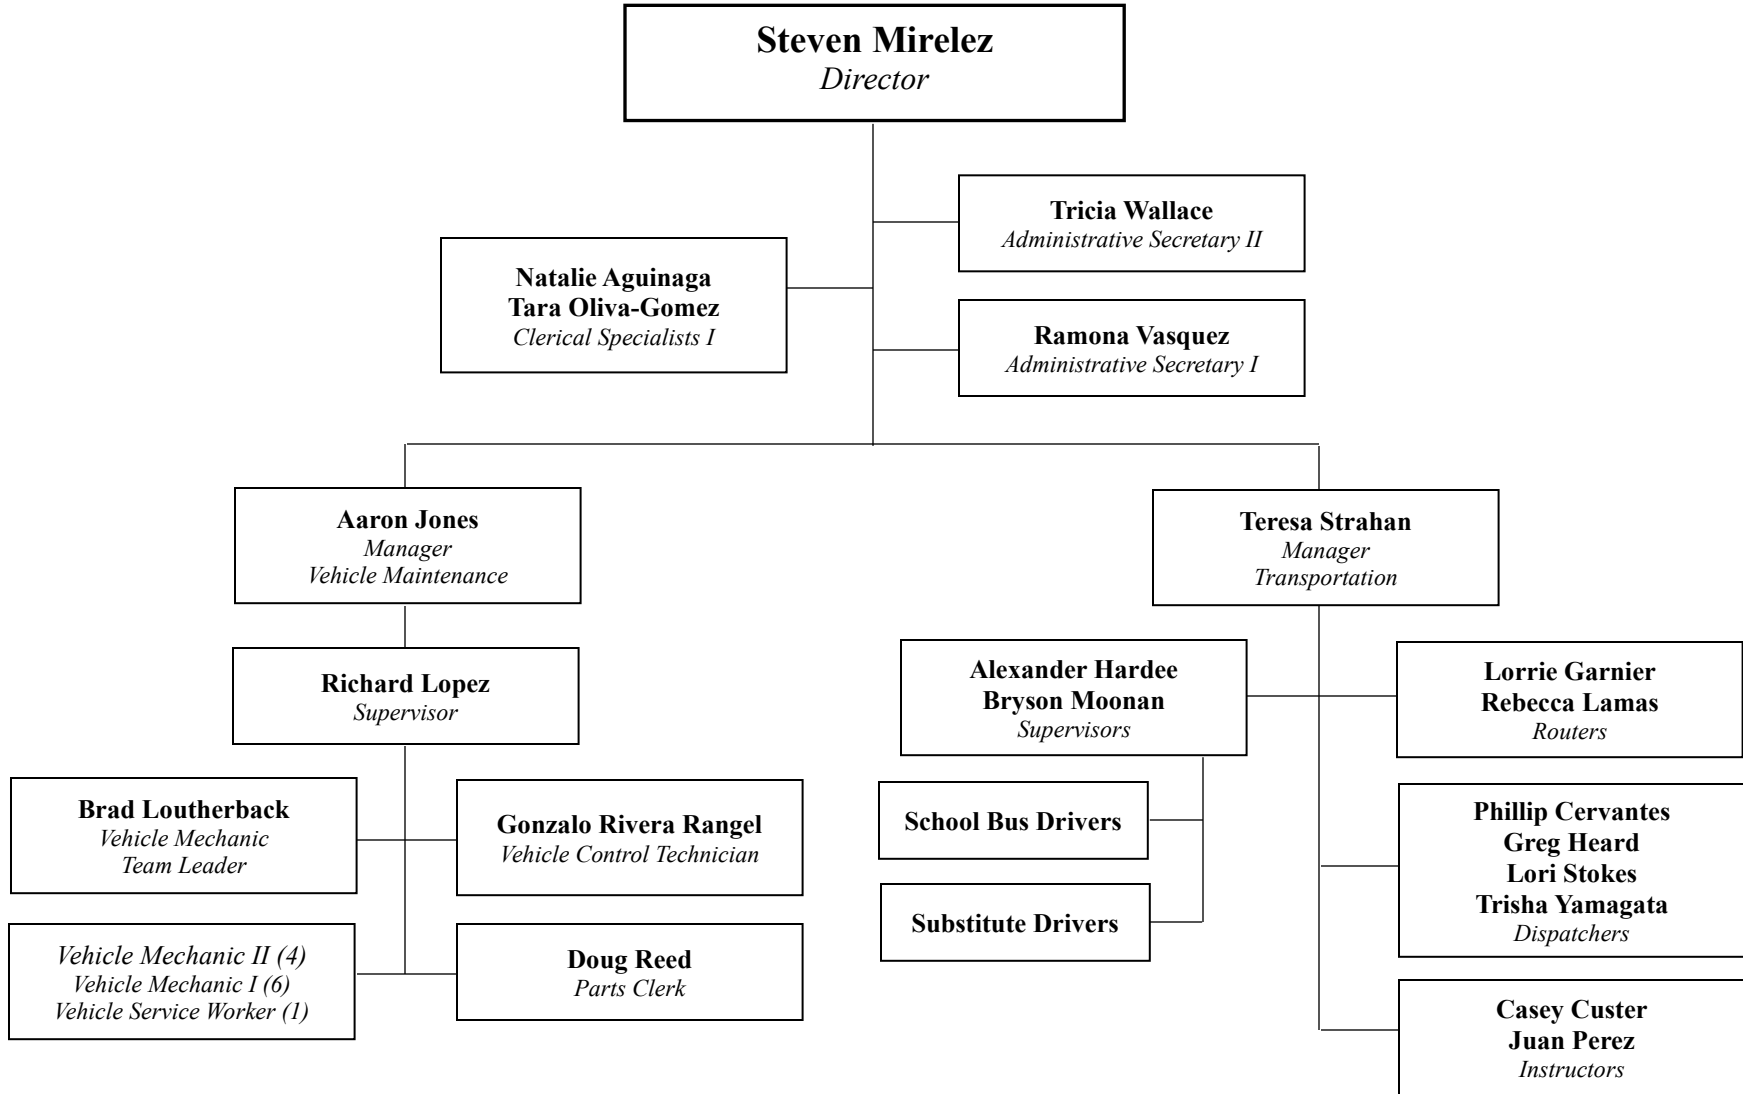 Steven Mirelez
Director
Tricia Wallace
Administrative Secretary II
Natalie Aguinaga
Tara Oliva-Gomez
Clerical Specialists I
Ramona Vasquez
Administrative Secretary I
Aaron Jones
Manager
Vehicle Maintenance
Teresa Strahan
Manager
Transportation
Richard Lopez
Supervisor
Alexander Hardee
Bryson Moonan
Supervisors
Lorrie Garnier
Rebecca Lamas
Routers
Brad Loutherback
Vehicle Mechanic
Team Leader
Gonzalo Rivera Rangel
Vehicle Control Technician
School Bus Drivers
Phillip Cervantes
Greg Heard
Lori Stokes
Trisha Yamagata
Dispatchers
Vehicle Mechanic II (4)
Vehicle Mechanic I (6)
Vehicle Service Worker (1)
Doug Reed
Parts Clerk
Substitute Drivers
Casey Custer
Juan Perez
Instructors